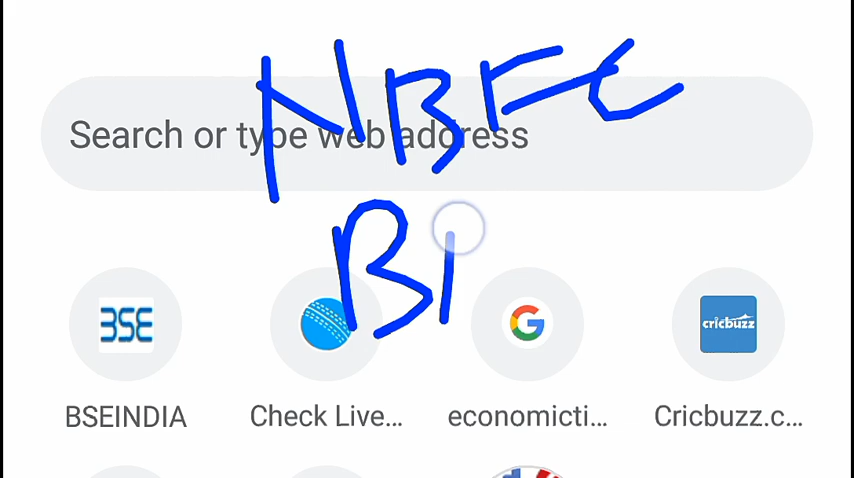 NBFC
Search or type web address
BI
BSE
cricbuzz
BSEINDIA
Check Live...
economicti...
Cricbuzz.c...